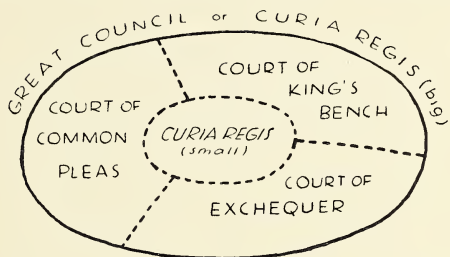 GREAT COUNCIL or CURIA REGIS (big)
COURT OF
COMMON
PLEAS
COURT OF
KING'S
BENCH
CURIA REGIS
(small)
COURT OF
EXCHEQUER